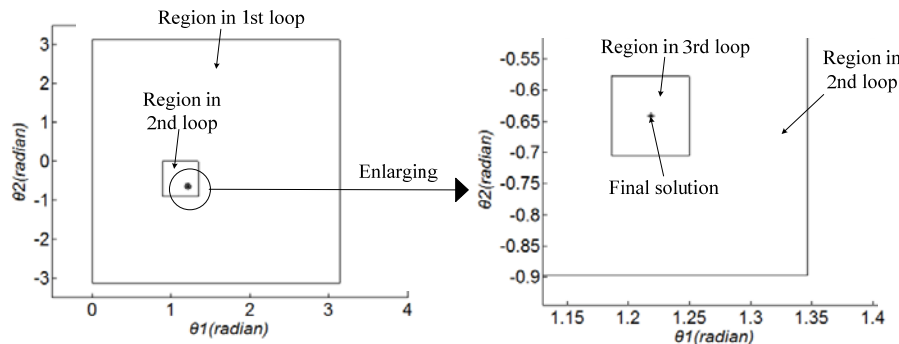 Region in 1st loop
3
2
1
0
-1
-2
-3
θ2(radian)
Region in
2nd loop
0
1
2
3
4
θ1(radian)
Enlarging
-0.55
-0.6
-0.65
-0.7
-0.75
-0.8
-0.85
-0.9
θ2(radian)
Region in 3rd loop
Region in
2nd loop
Final solution
1.15
1.2
1.25
1.3
1.35
1.4
θ1(radian)